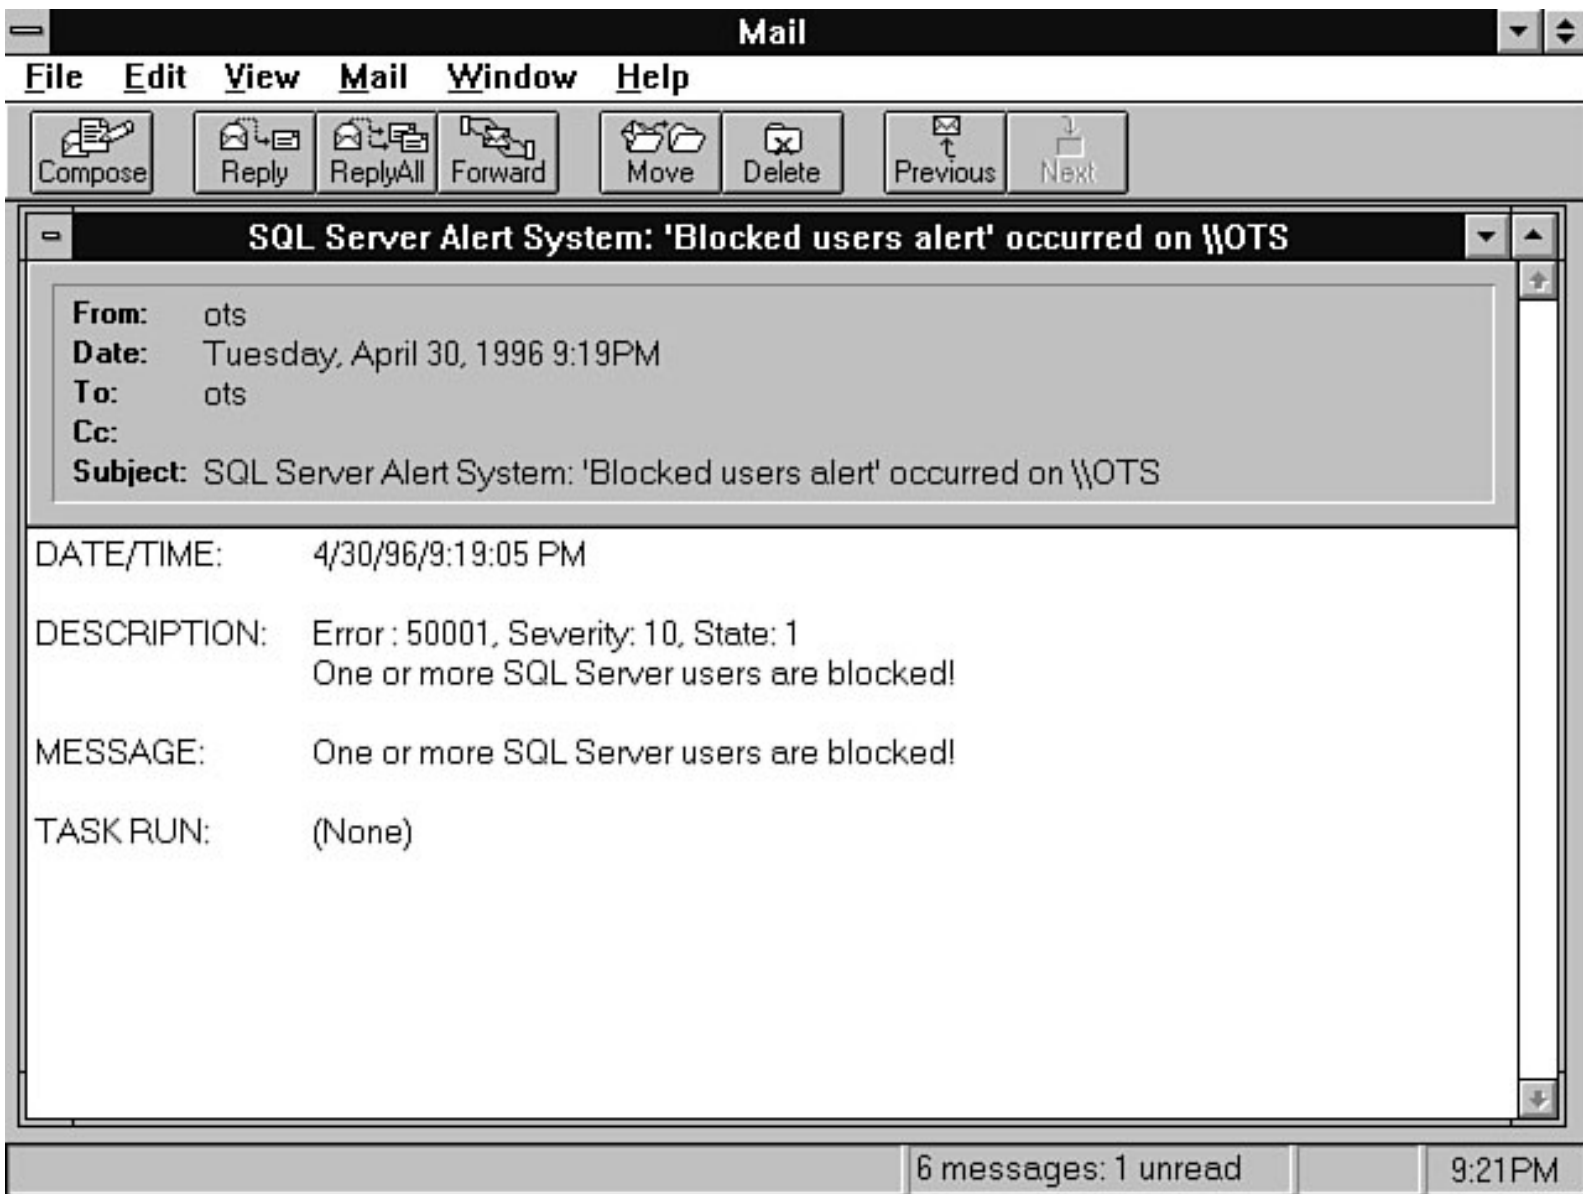 Mail
File Edit View Mail Window Help
Compose Reply ReplyAll Forward Move Delete Previous Next
SQL Server Alert System: 'Blocked users alert' occurred on \\OTS
From: ots
Date: Tuesday, April 30, 1996 9:19PM
To: ots
Cc:
Subject: SQL Server Alert System: 'Blocked users alert' occurred on \\OTS
DATE/TIME: 4/30/96/9:19:05 PM
DESCRIPTION: Error : 50001, Severity: 10, State: 1
One or more SQL Server users are blocked!
MESSAGE: One or more SQL Server users are blocked!
TASK RUN: (None)
6 messages: 1 unread 9:21PM